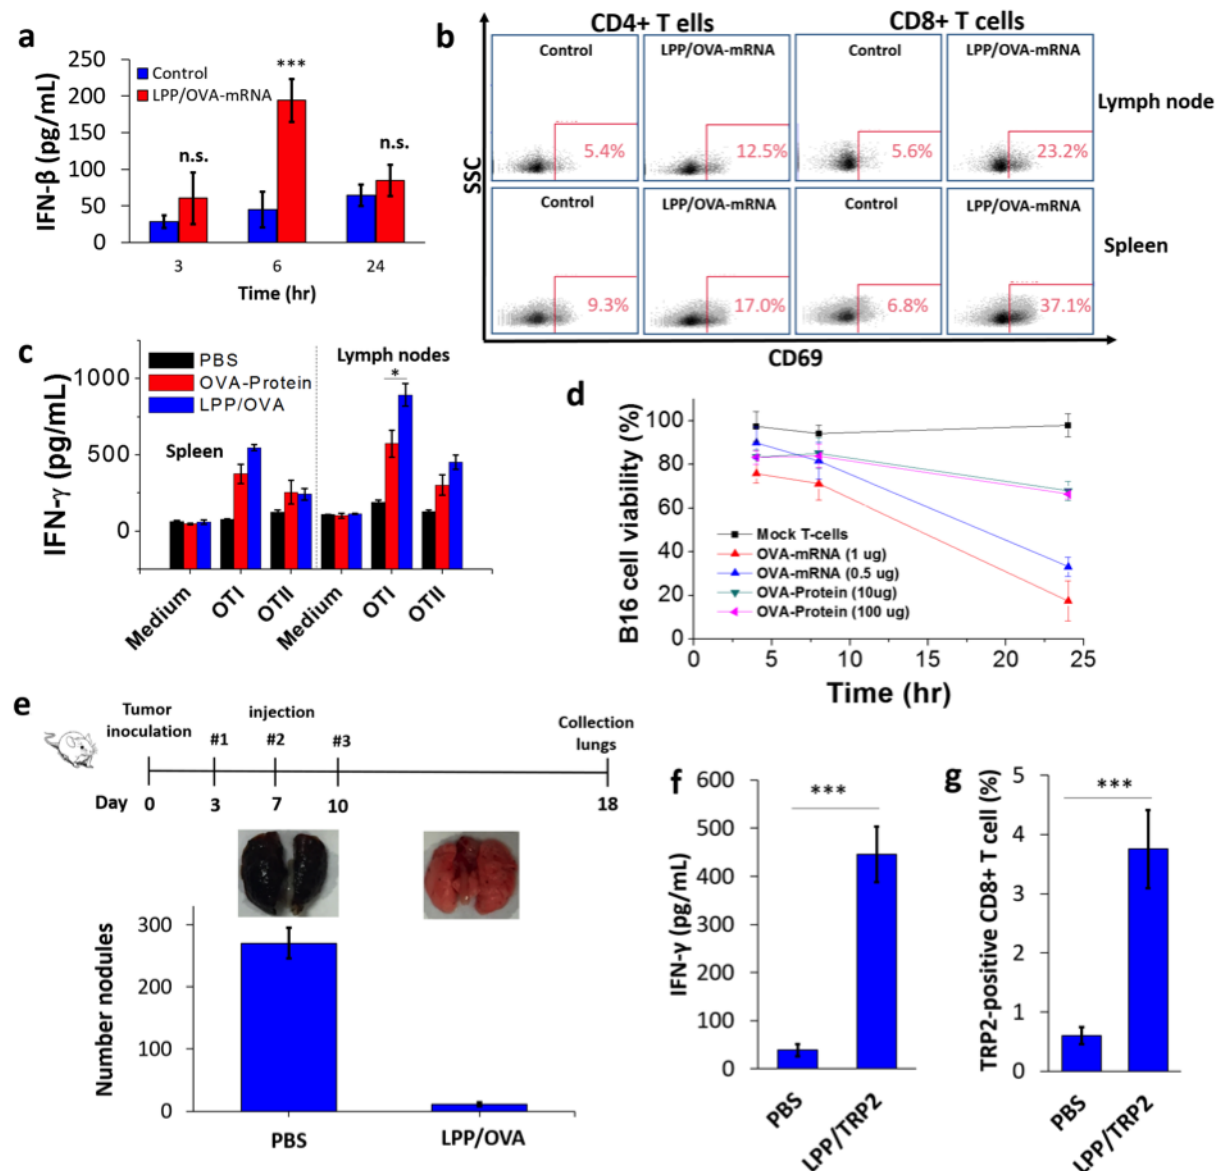 a
IFN-β (pg/mL)
250
200
150
100
50
0
Control
LPP/OVA-mRNA
n.s.
***
n.s.
3 6 24
Time (hr)
b
CD4+ T ells CD8+ T cells
Control LPP/OVA-mRNA Control LPP/OVA-mRNA
5.4% 12.5% 5.6% 23.2%
Lymph node
Control LPP/OVA-mRNA Control LPP/OVA-mRNA
9.3% 17.0% 6.8% 37.1%
Spleen
SSC
CD69
c
IFN-γ (pg/mL)
1000
500
0
PBS
OVA-Protein
LPP/OVA
Spleen
Lymph nodes
*
Medium OTI OTII Medium OTI OTII
d
B16 cell viability (%)
100
80
60
40
20
0
Mock T-cells
OVA-mRNA (1 ug)
OVA-mRNA (0.5 ug)
OVA-Protein (10ug)
OVA-Protein (100 ug)
0 5 10 15 20 25
Time (hr)
e
Tumor
inoculation
injection
#1 #2 #3
Collection
lungs
Day 0 3 7 10 18
Number nodules
300
200
100
0
PBS LPP/OVA
f
IFN-γ (pg/mL)
600
500
400
300
200
100
0
***
PBS LPP/TRP2
g
TRP2-positive CD8+ T cell (%)
5
4
3
2
1
0
***
PBS LPP/TRP2